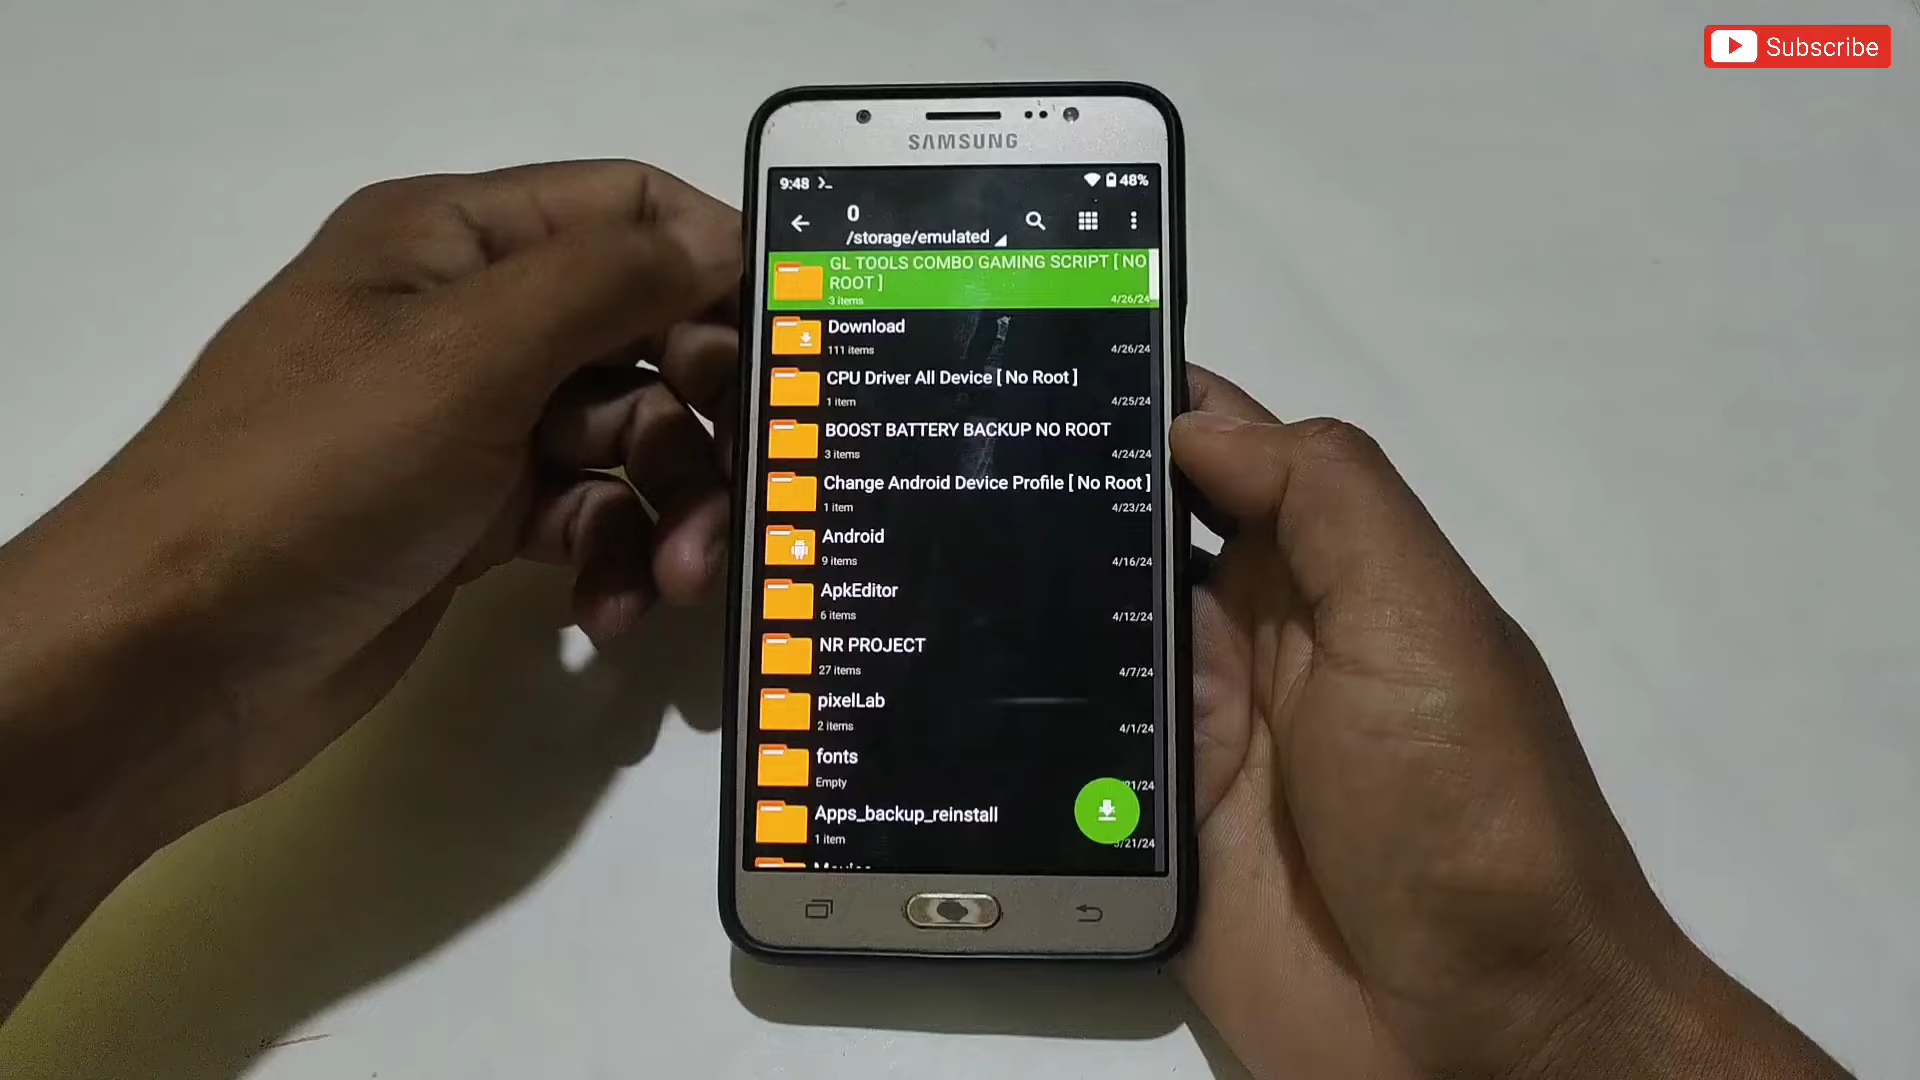 Subscribe
SAMSUNG
9:48
48%
0
/storage/emulated
GL TOOLS COMBO GAMING SCRIPT [ NO
ROOT ]
3 items
4/26/24
Download
111 items
4/26/24
CPU Driver All Device [ No Root ]
1 item
4/25/24
BOOST BATTERY BACKUP NO ROOT
3 items
4/24/24
Change Android Device Profile [ No Root ]
1 item
4/23/24
Android
9 items
4/16/24
ApkEditor
6 items
4/12/24
NR PROJECT
27 items
4/7/24
pixelLab
2 items
4/1/24
fonts
Empty
Apps_backup_reinstall
1 item